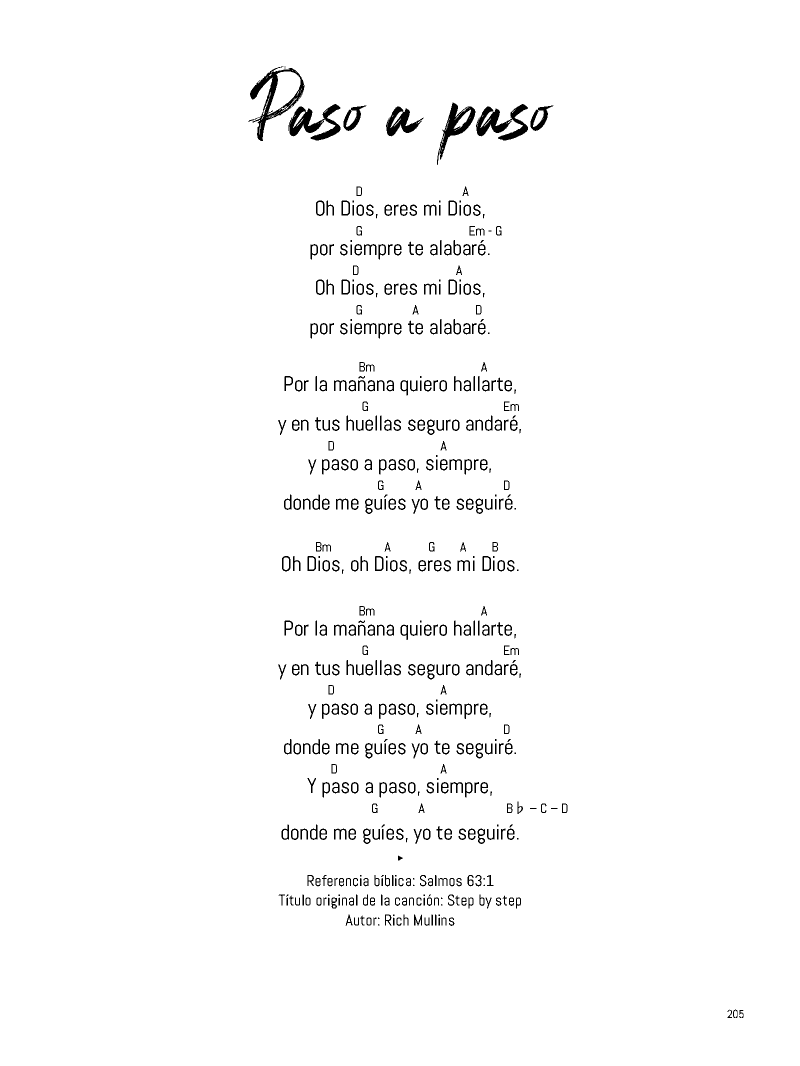 Paso a paso
D A
Oh Dios, eres mi Dios,
G Em - G
por siempre te alabaré.
D A
Oh Dios, eres mi Dios,
G A D
por siempre te alabaré.
Bm A
Por la mañana quiero hallarte,
G Em
y en tus huellas seguro andaré,
D A
y paso a paso, siempre,
G A D
donde me guíes yo te seguiré.
Bm A G A B
Oh Dios, oh Dios, eres mi Dios.
Bm A
Por la mañana quiero hallarte,
G Em
y en tus huellas seguro andaré,
D A
y paso a paso, siempre,
G A D
donde me guíes yo te seguiré.
D A
Y paso a paso, siempre,
G A B♭ – C – D
donde me guíes, yo te seguiré.
Referencia bíblica: Salmos 63:1
Título original de la canción: Step by step
Autor: Rich Mullins
205